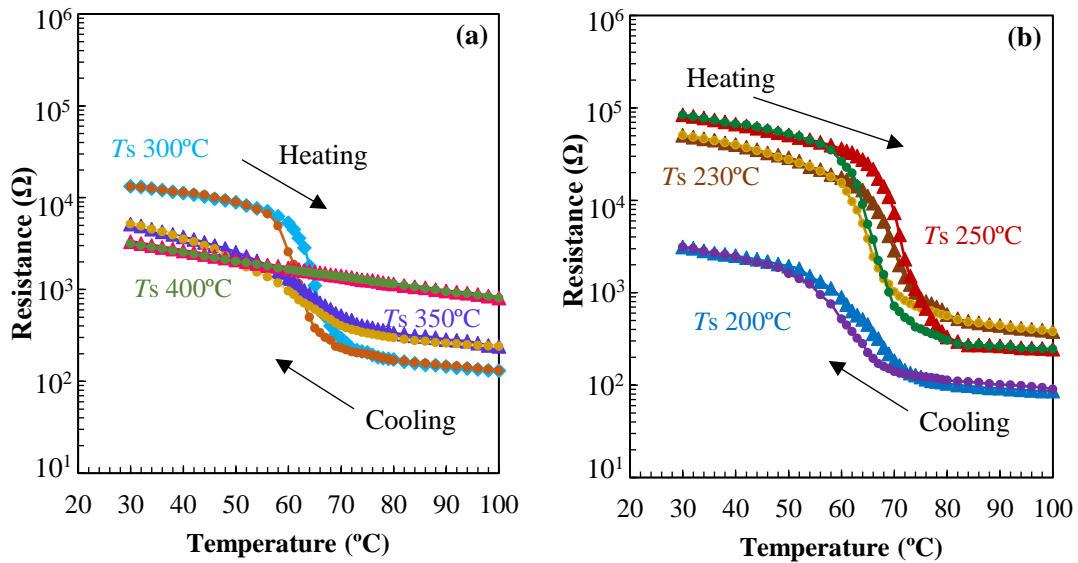 (a)
10⁶
10⁵
10⁴
10³
10²
10¹
Resistance (Ω)
Ts 300ºC
Heating
Ts 400ºC
Ts 350ºC
Cooling
20 30 40 50 60 70 80 90 100
Temperature (ºC)
(b)
10⁶
10⁵
10⁴
10³
10²
10¹
Resistance (Ω)
Heating
Ts 230ºC
Ts 250ºC
Ts 200ºC
Cooling
20 30 40 50 60 70 80 90 100
Temperature (ºC)